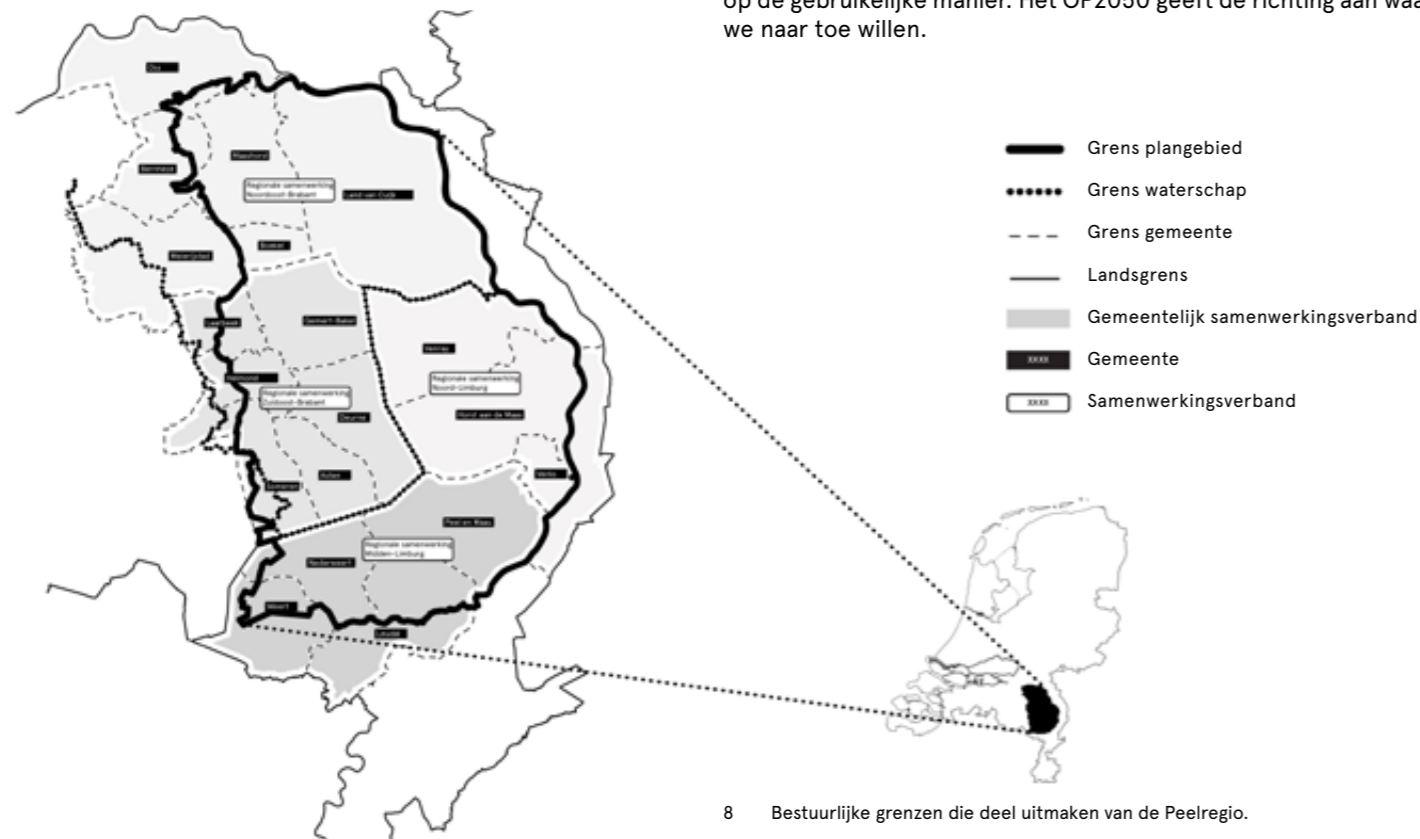 op de gebruikelijke manier. Het OP2050 geeft de richting aan
we naar toe willen.
Oss
Maashorst
Bernheze
Regionale samenwerking
Noordoost-Brabant
Land van Cuijk
Boekel
Meierijstad
Laarbeek
Gemert-Bakel
Venray
Helmond
Regionale samenwerking
Noord-Limburg
Regionale samenwerking
Zuidoost-Brabant
Deurne
Horst aan de Maas
Asten
Venlo
Someren
Peel en Maas
Regionale samenwerking
Midden-Limburg
Nederweert
Weert
Leudal
Grens plangebied
Grens waterschap
Grens gemeente
Landsgrens
Gemeentelijk samenwerkingsverband
xxxx Gemeente
xxxx Samenwerkingsverband
8 Bestuurlijke grenzen die deel uitmaken van de Peelregio.